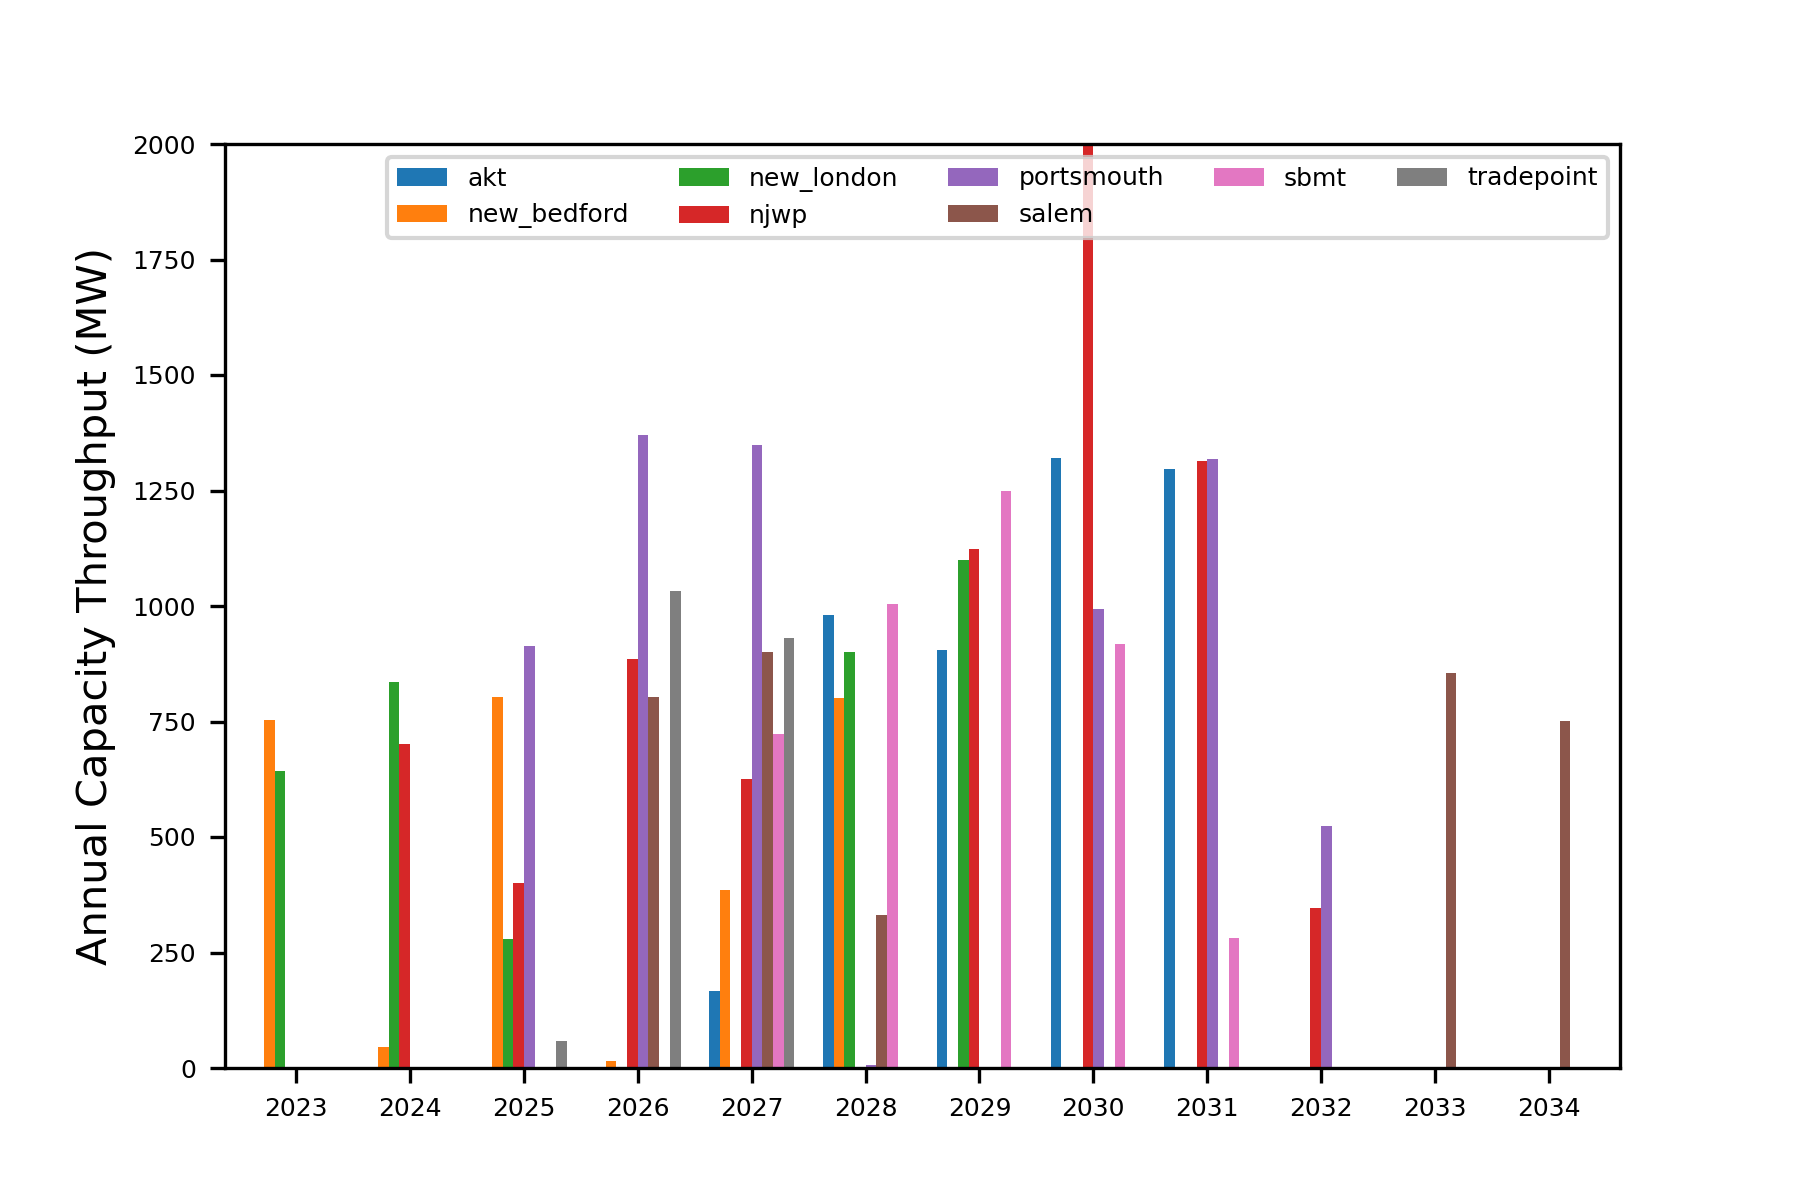 2000
1750
1500
1250
1000
750
500
250
0
Annual Capacity Throughput (MW)
akt new_london portsmouth sbmt tradepoint
new_bedford njwp salem
2023 2024 2025 2026 2027 2028 2029 2030 2031 2032 2033 2034